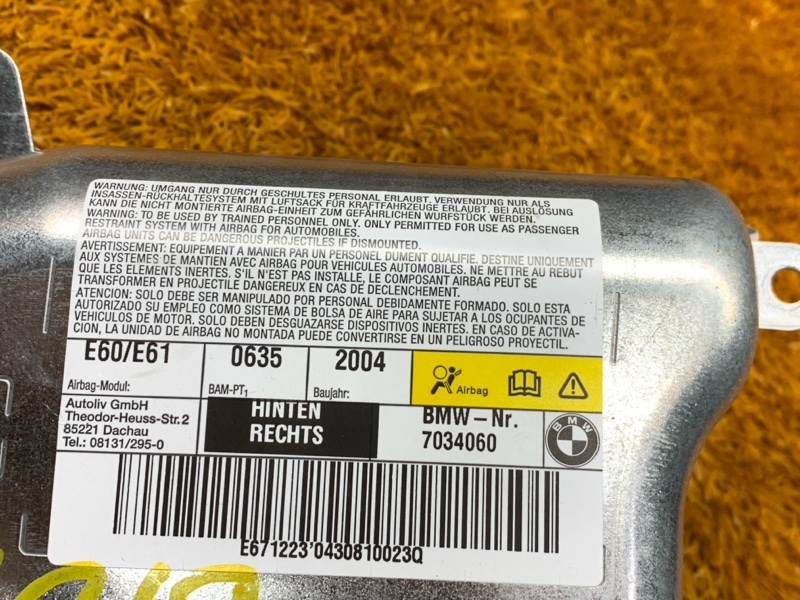 WARNUNG: UMGANG NUR DURCH GESCHULTES PERSONAL ERLAUBT. VERWENDUNG NUR ALS
INSASSEN-RÜCKHALTESYSTEM MIT LUFTSACK FÜR KRAFTFAHRZEUGE ERLAUBT. BEI AUSLÖSUNG
KANN DIE NICHT MONTIERTE AIRBAG-EINHEIT ZUM GEFÄHRLICHEN WURFSTÜCK WERDEN.
WARNING: TO BE USED BY TRAINED PERSONNEL ONLY. ONLY PERMITTED FOR USE AS PASSENGER
RESTRAINT SYSTEM WITH AIRBAG FOR AUTOMOBILES.
AIRBAG UNITS CAN BE DANGEROUS PROJECTILES IF DISMOUNTED.
AVERTISSEMENT: EQUIPEMENT A MANIER PAR UN PERSONEL DUMENT QUALIFIE. DESTINE UNIQUEMENT
AUX SYSTEMES DE MANTIEN AVEC AIRBAG POUR VEHICULES AUTOMOBILES. NE METTRE AU REBUT
QUE LES ELEMENTS INERTES. S'IL N'EST PAS INSTALLE, LE COMPOSANT AIRBAG PEUT SE
TRANSFORMER EN PROJECTILE DANGEREUX EN CAS DE DECLENCHEMENT.
ATENCION: SOLO DEBE SER MANIPULADO POR PERSONAL DEBIDAMENTE FORMADO. SOLO ESTA
AUTORIZADO SU EMPLEO COMO SISTEMA DE BOLSA DE AIRE PARA SUJETAR A LOS OCUPANTES DE
VEHICULOS DE MOTOR. SOLO DEBEN DESGUAZARSE DISPOSITIVOS INERTES. EN CASO DE ACTIVA-
CION, LA UNIDAD DE AIRBAG NO MONTADA PUEDE CONVERTIRSE EN UN PELIGROSO PROYECTIL.
E60/E61 0635 2004
Airbag-Modul: BAM-PT1 Baujahr: Airbag
Autoliv GmbH
Theodor-Heuss-Str.2
85221 Dachau
Tel.: 08131/295-0
HINTEN
RECHTS
BMW-Nr.
7034060
BMW
E671223'0430810023Q